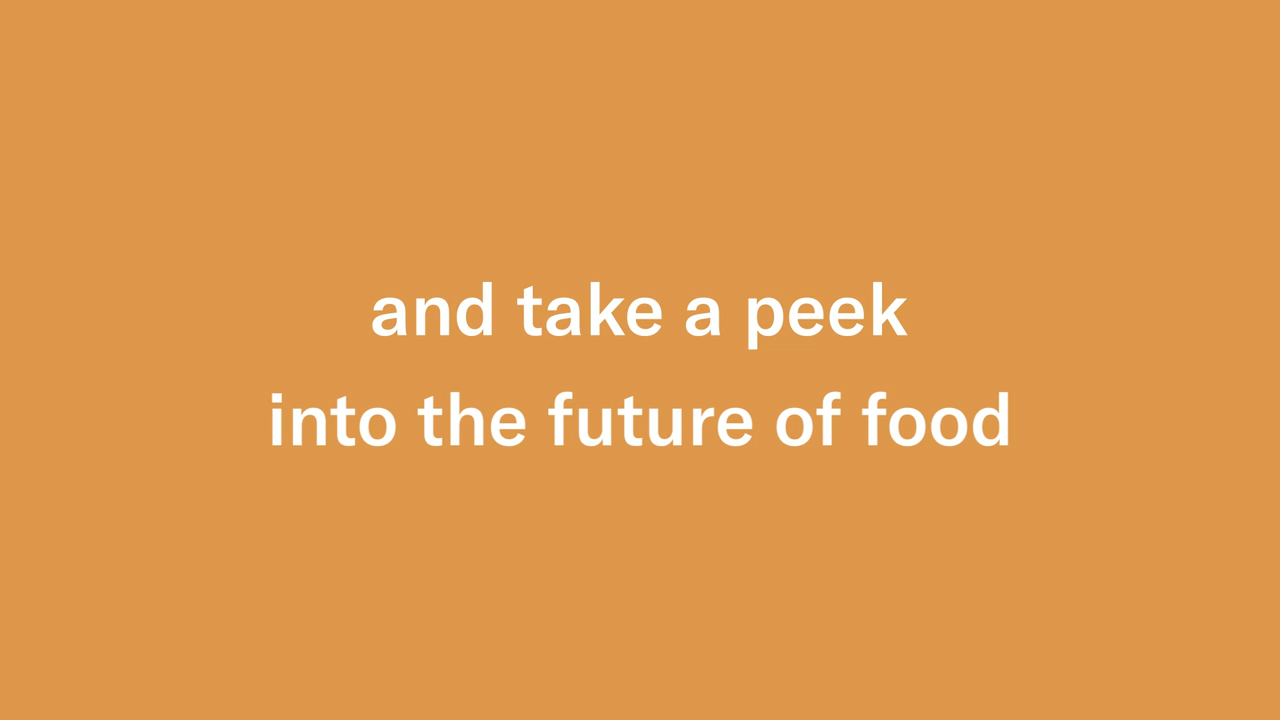 and take a peek
into the future of food